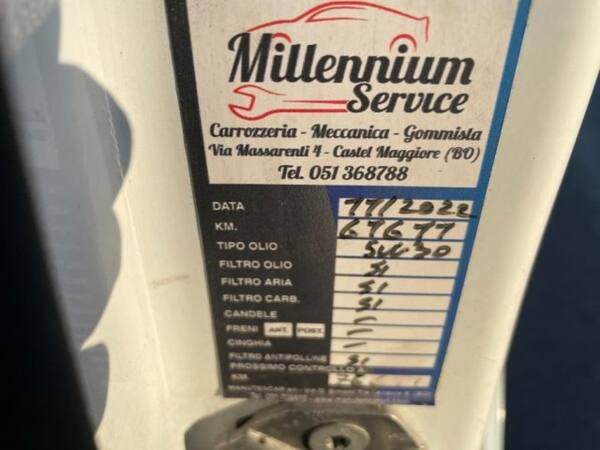 Millennium
Service
Carrozzeria - Meccanica - Gommista
Via Massarenti 4 - Castel Maggiore (BO)
Tel. 051 368788
DATA 11/2022
KM. 67677
TIPO OLIO 5W30
FILTRO OLIO SI
FILTRO ARIA SI
FILTRO CARB. SI
CANDELE -
FRENI ANT. POST. -
CINGHIA -
FILTRO ANTIPOLLINE SI
PROSSIMO CONTROLLO A
KM.